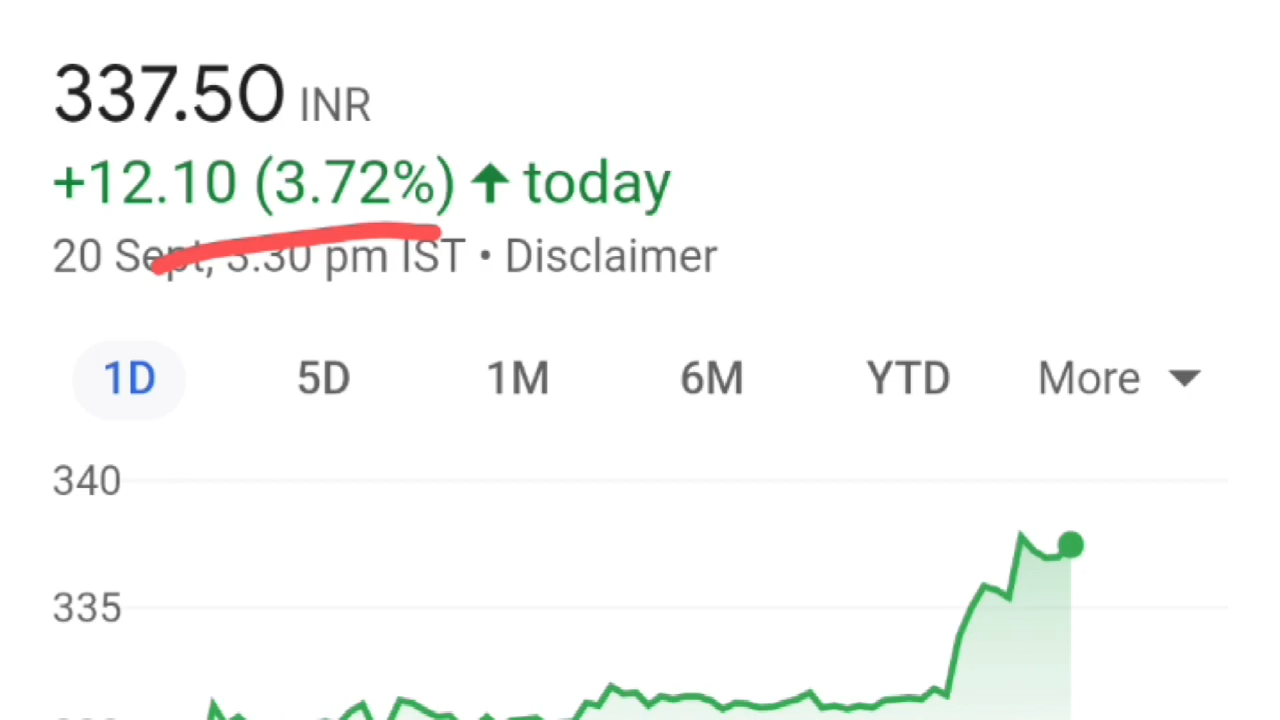 337.50 INR
+12.10 (3.72%) ↑ today
20 Sept, 3.30 pm IST • Disclaimer
1D 5D 1M 6M YTD More
340
335